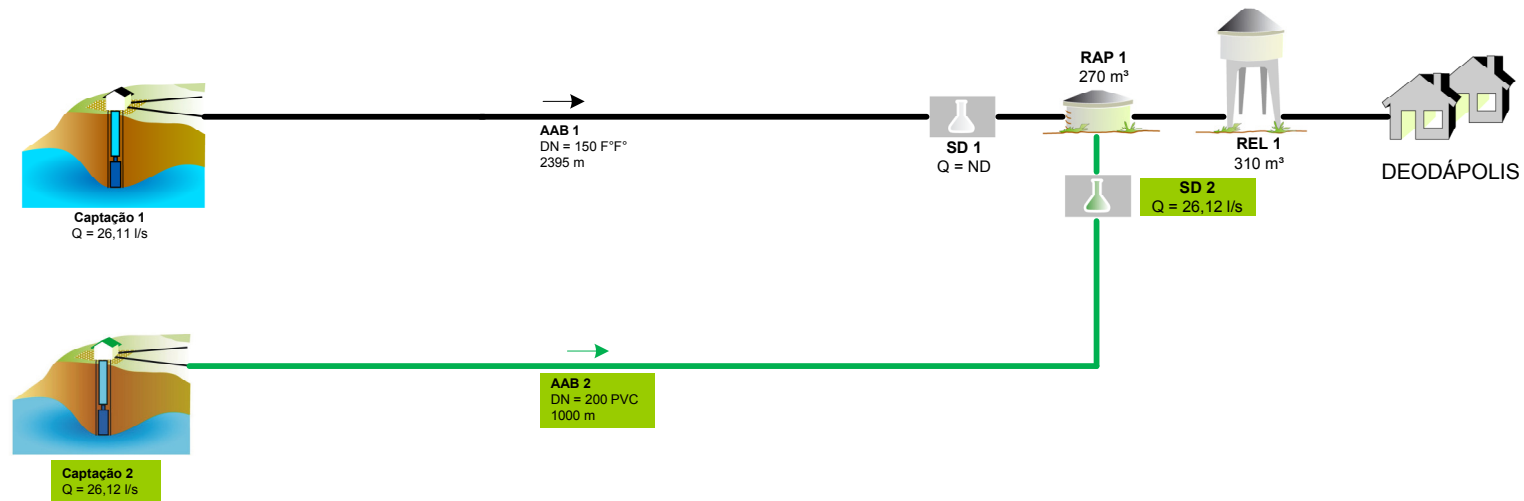 RAP 1
270 m³
AAB 1
DN = 150 F°F°
2395 m
SD 1
Q = ND
REL 1
310 m³
DEODÁPOLIS
Captação 1
Q = 26,11 l/s
SD 2
Q = 26,12 l/s
AAB 2
DN = 200 PVC
1000 m
Captação 2
Q = 26,12 l/s